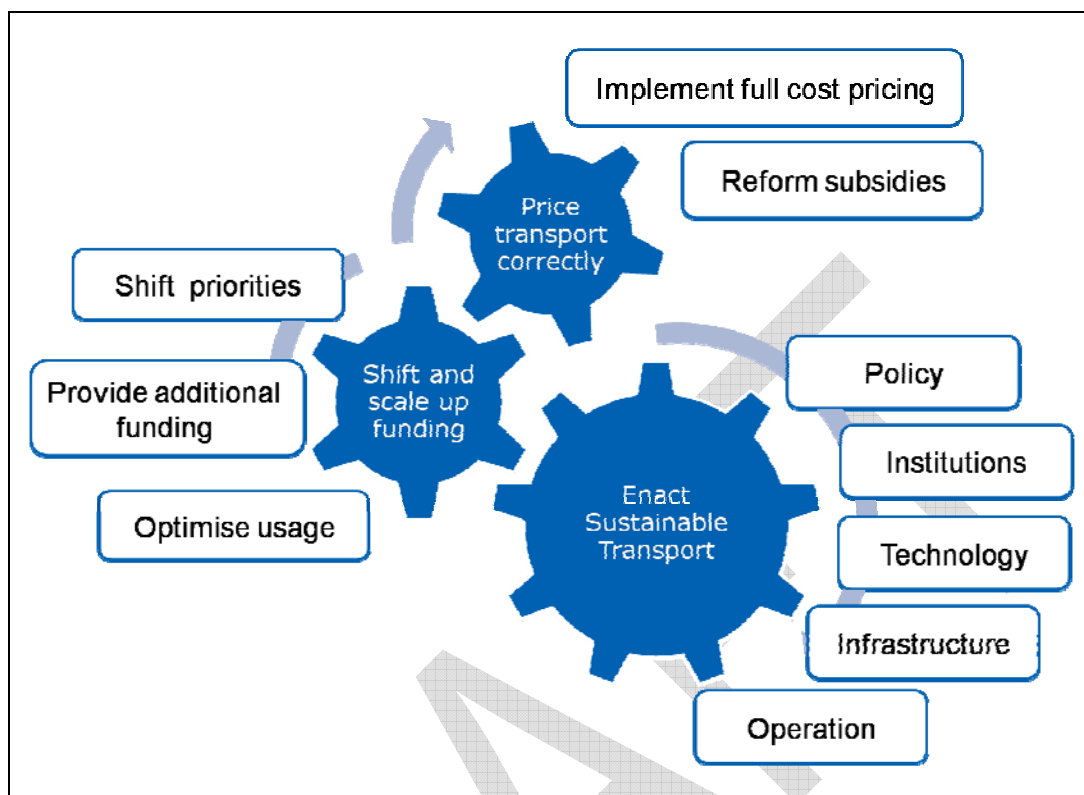 Implement full cost pricing
Reform subsidies
Price
transport
correctly
Shift priorities
Provide additional
funding
Optimise usage
Shift and
scale up
funding
Enact
Sustainable
Transport
Policy
Institutions
Technology
Infrastructure
Operation